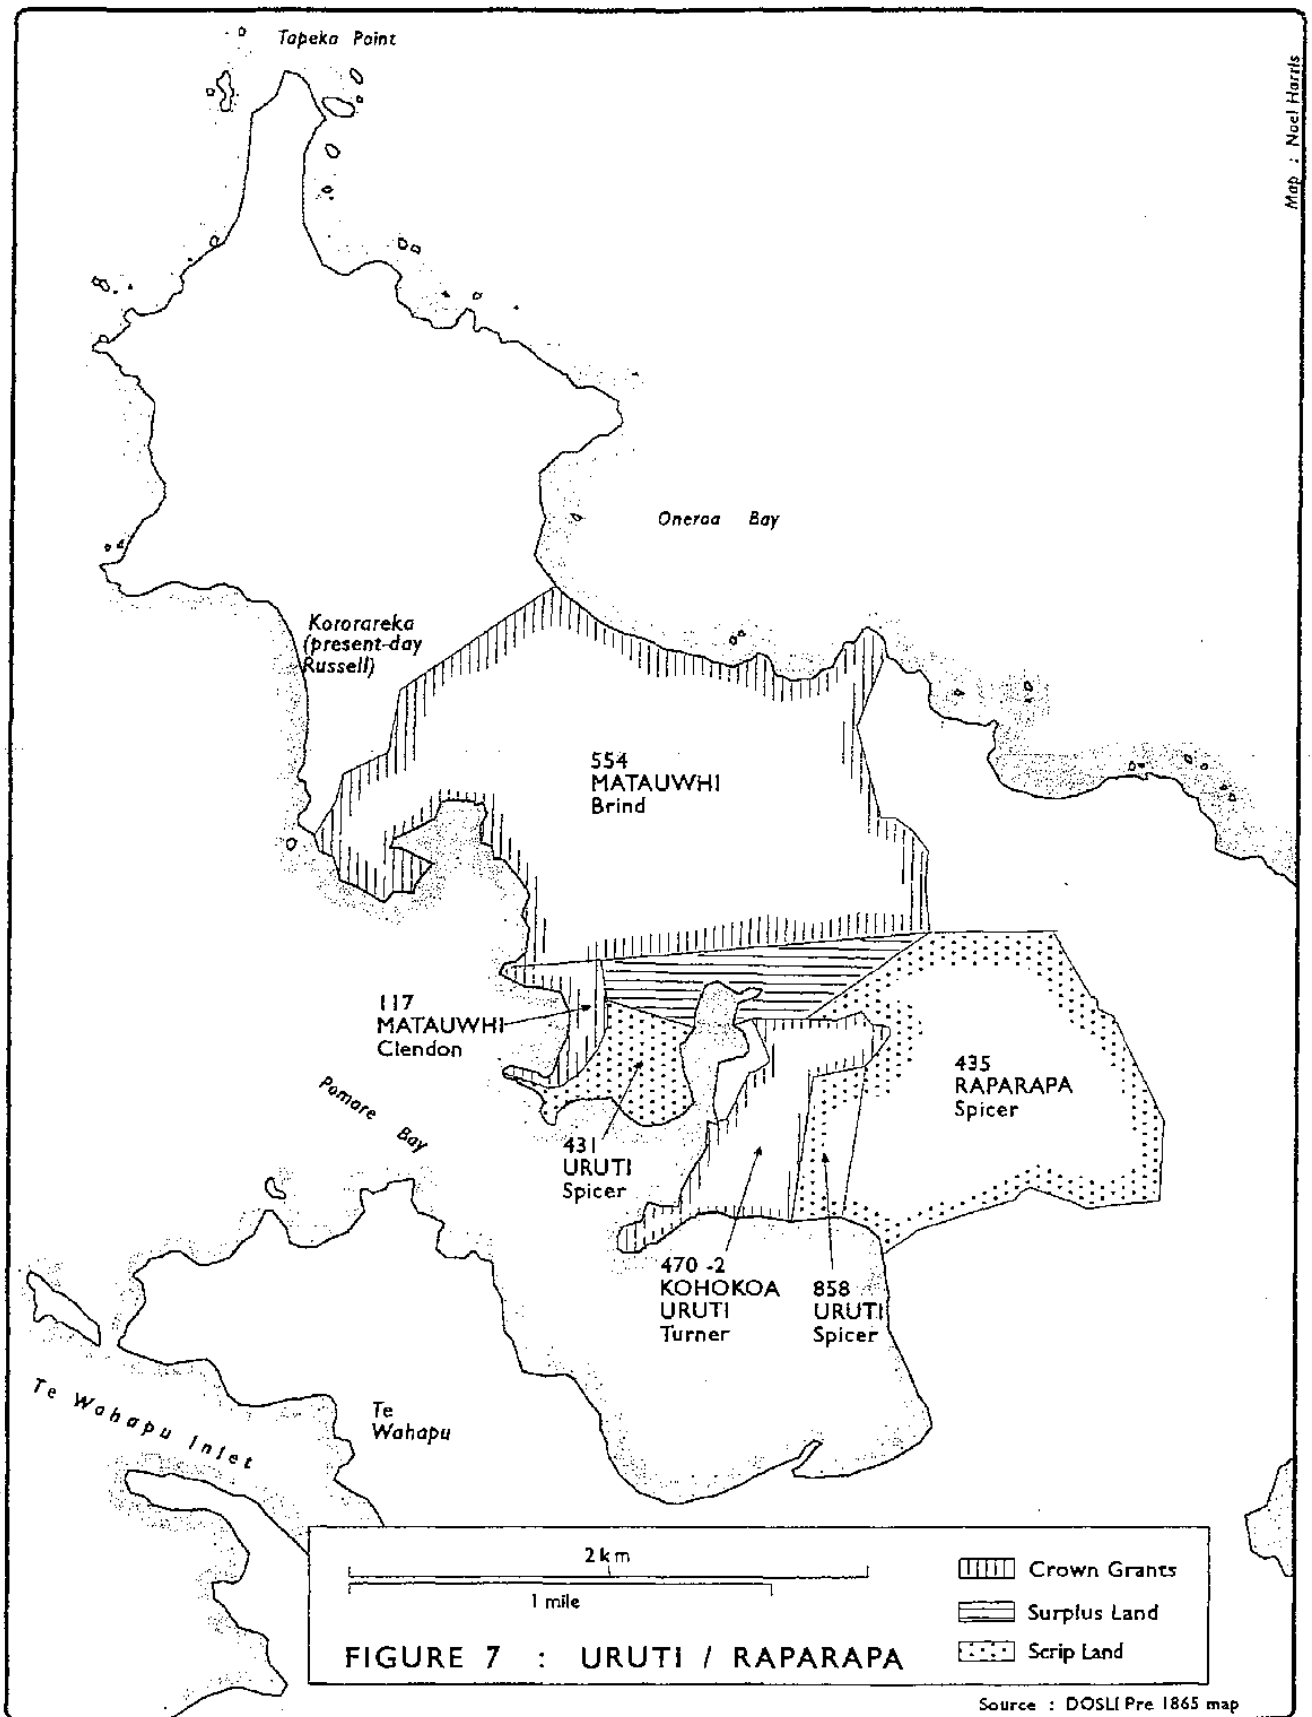 Tapeka Point
Map : Noel Harris
Oneroa Bay
Kororareka
(present-day
Russell)
554
MATAUWHI
Brind
117
MATAUWHI
Clendon
435
RAPARAPA
Spicer
Pomare Bay
431
URUTI
Spicer
470 -2
KOHOKOA
URUTI
Turner
858
URUTI
Spicer
Te Wahapu Inlet
Te
Wahapu
2 km
1 mile
Crown Grants
Surplus Land
Scrip Land
FIGURE 7 : URUTI / RAPARAPA
Source : DOSLI Pre 1865 map